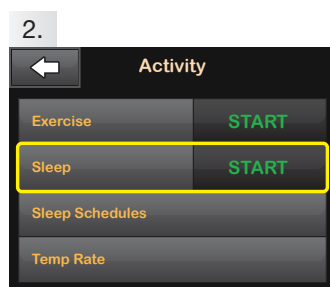 2.
Activity
Exercise START
Sleep START
Sleep Schedules
Temp Rate